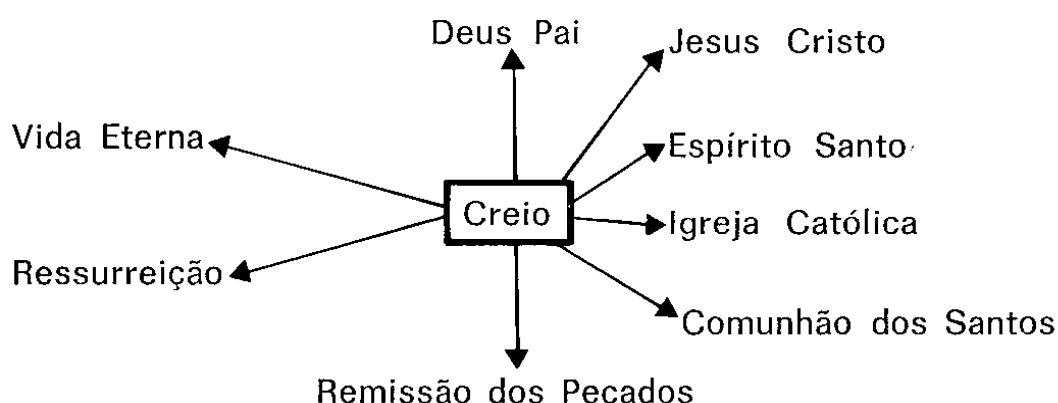 Deus Pai
Jesus Cristo
Vida Eterna
Espírito Santo
Creio
Igreja Católica
Ressurreição
Comunhão dos Santos
Remissão dos Pecados